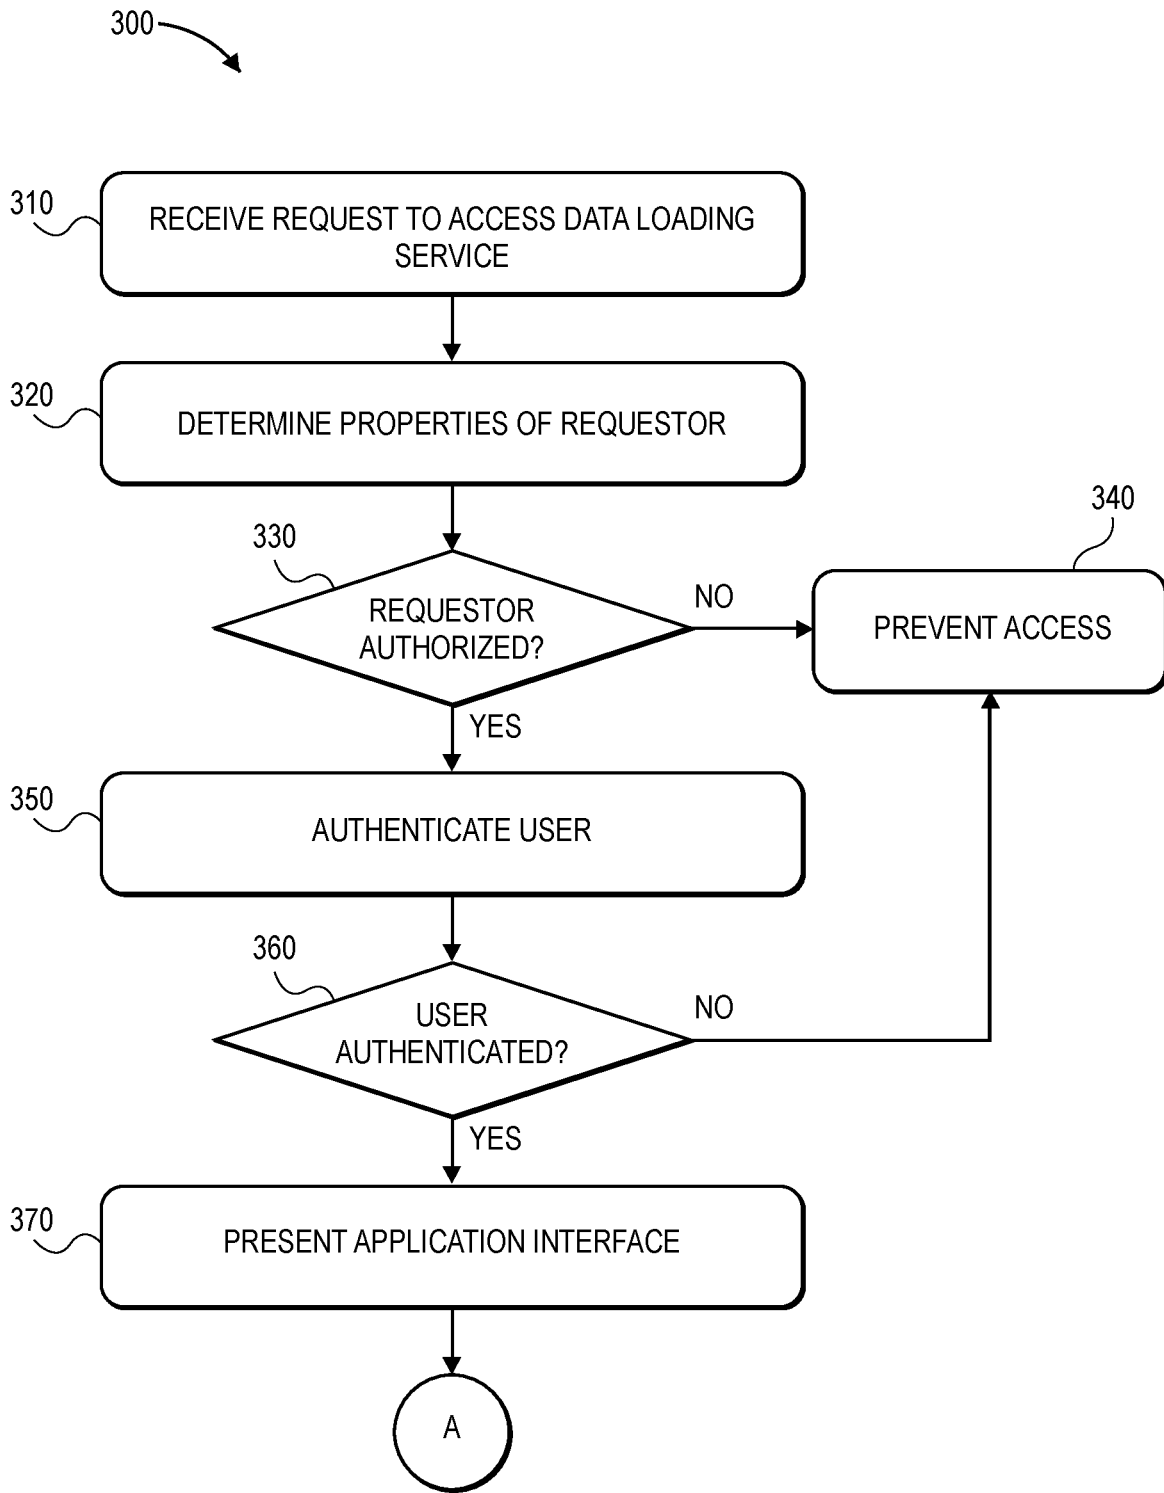 300
310
RECEIVE REQUEST TO ACCESS DATA LOADING
SERVICE
320
DETERMINE PROPERTIES OF REQUESTOR
330
REQUESTOR
AUTHORIZED?
NO
340
PREVENT ACCESS
YES
350
AUTHENTICATE USER
360
USER
AUTHENTICATED?
NO
YES
370
PRESENT APPLICATION INTERFACE
A